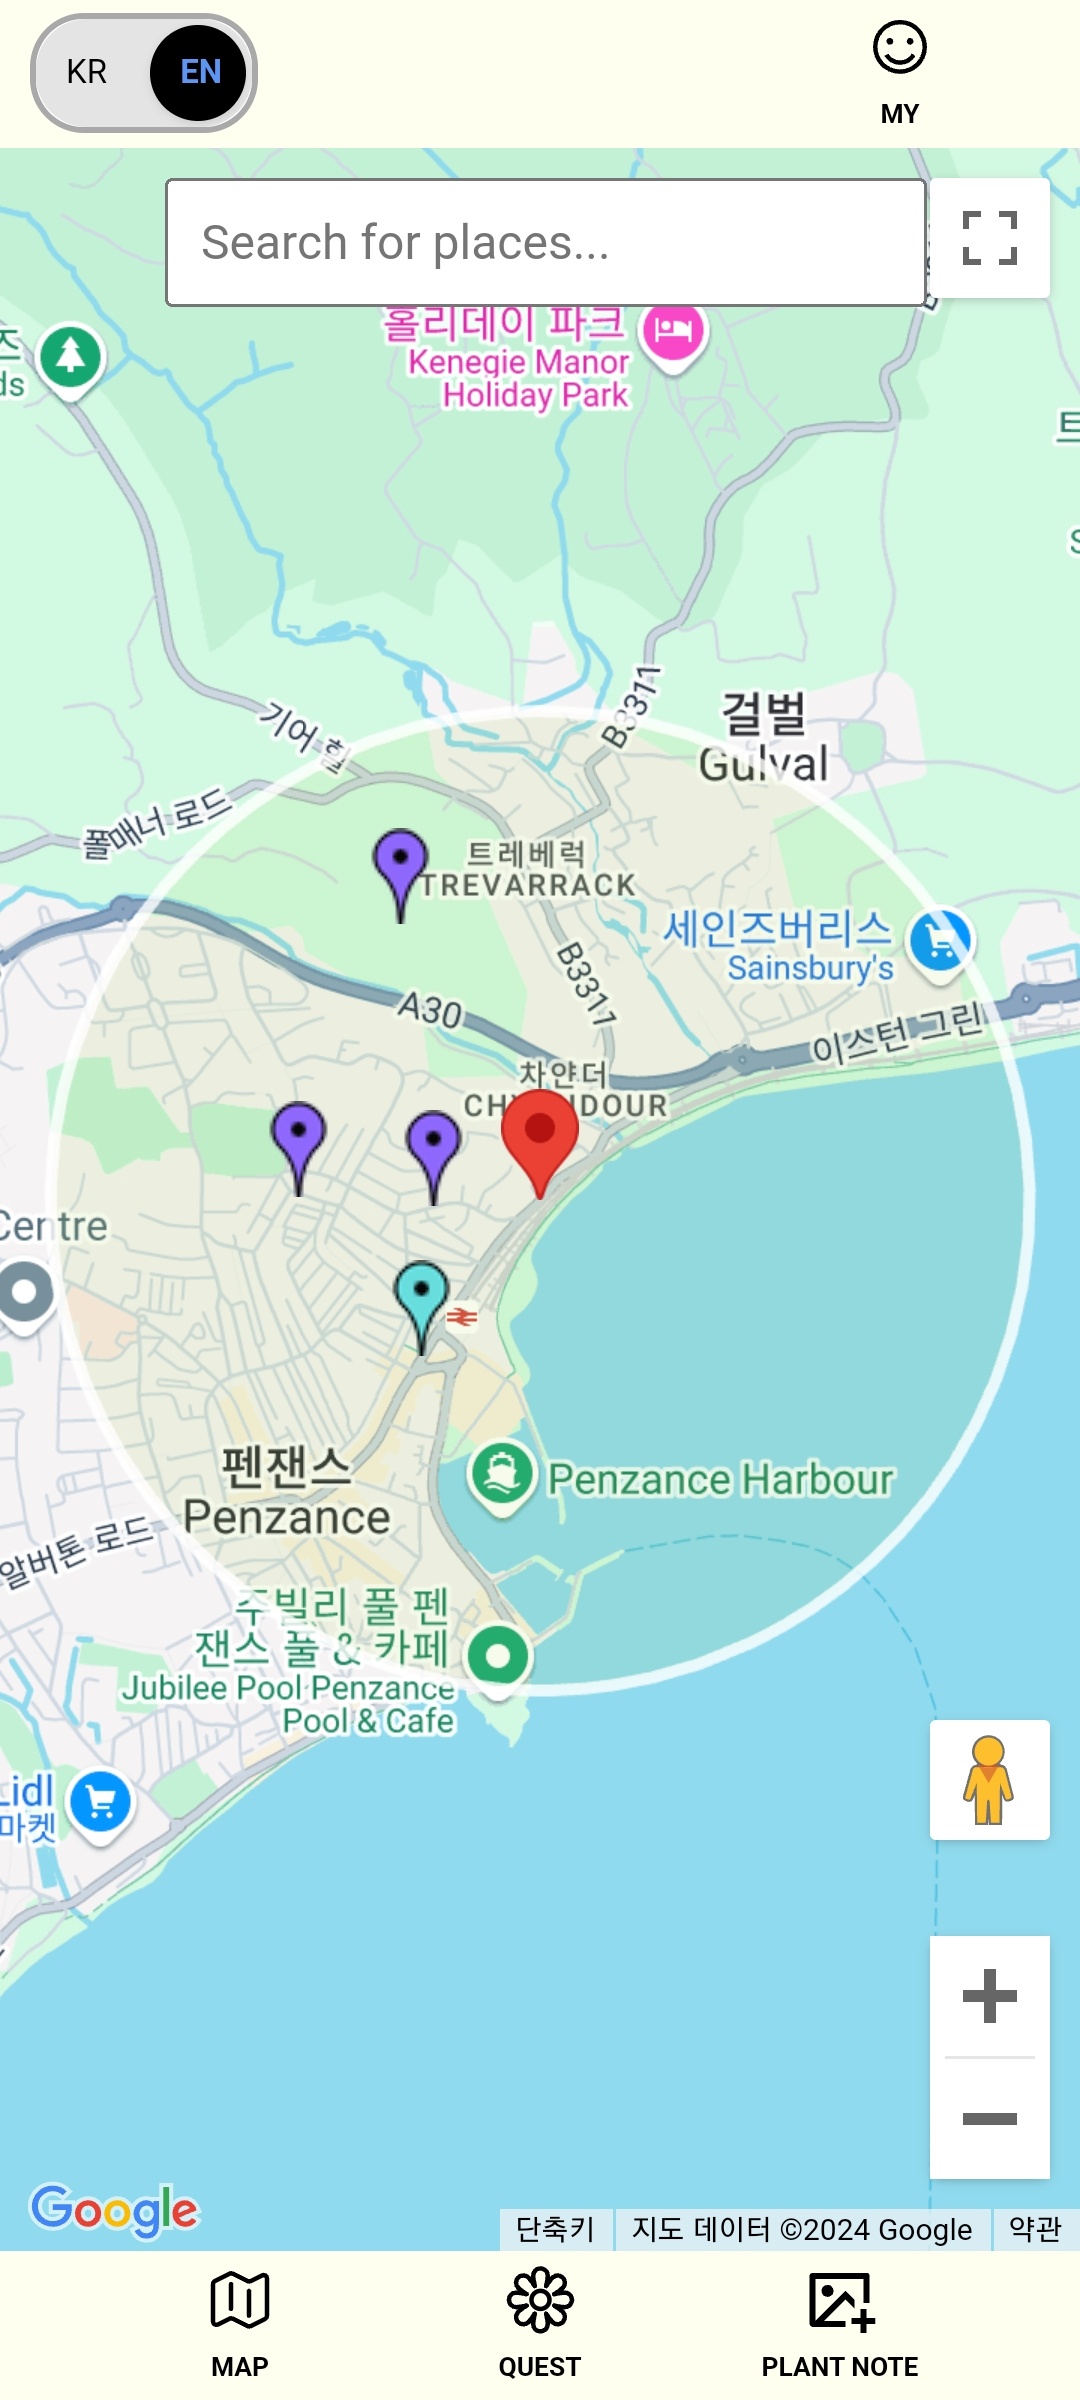 KR
EN
MY
Search for places...
홀리데이 파크
Kenegie Manor
Holiday Park
즈
ds
트
S
B3311
걸벌
Gulval
기어 힐
폴매너 로드
트레베럭
TREVARRACK
세인즈버리스
Sainsbury's
B3311
A30
이스턴 그린
차얀더
Centre
펜잰스
Penzance
Penzance Harbour
알버톤 로드
주빌리 풀 펜
잰스 풀 & 카페
Jubilee Pool Penzance
Pool & Cafe
Lidl
마켓
Google
단축키
지도 데이터 ©2024 Google
약관
MAP
QUEST
PLANT NOTE